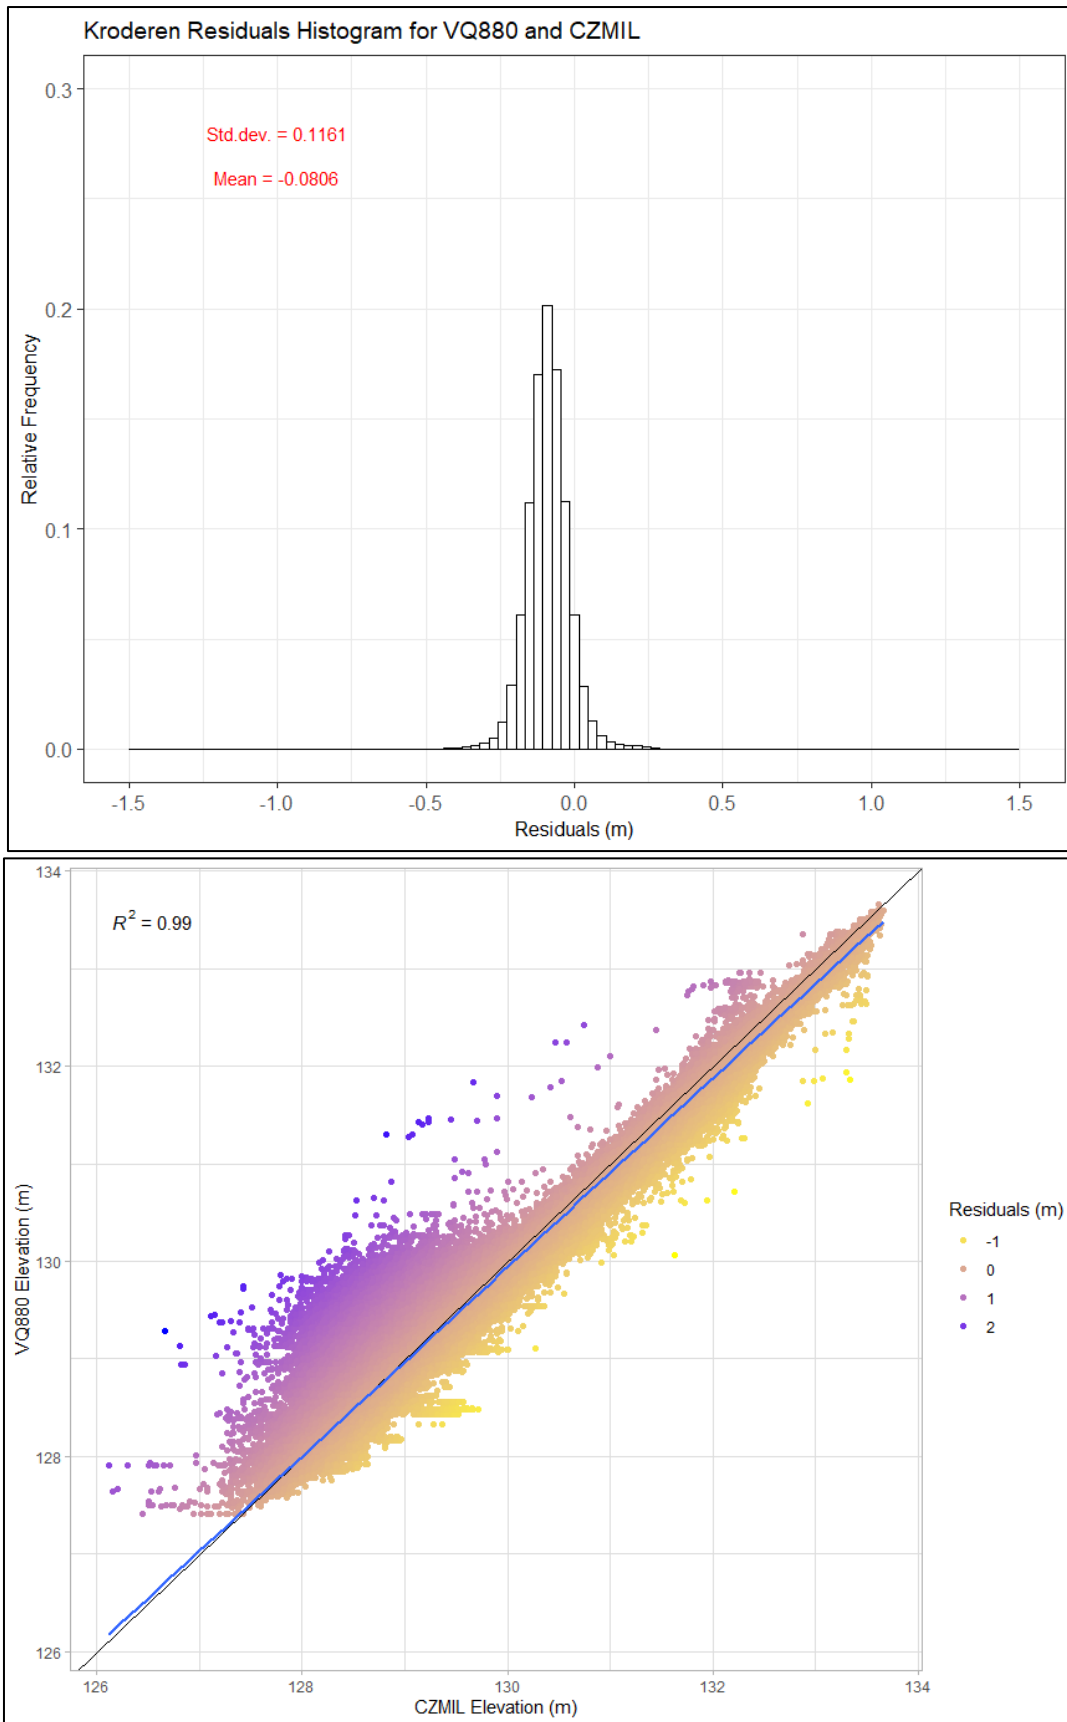 Kroderen Residuals Histogram for VQ880 and CZMIL
0.3
Std.dev. = 0.1161
Mean = -0.0806
0.2
Relative Frequency
0.1
0.0
-1.5 -1.0 -0.5 0.0 0.5 1.0 1.5
Residuals (m)
134
R² = 0.99
132
VQ880 Elevation (m)
Residuals (m)
-1
130
0
1
2
128
126
126 128 130 132 134
CZMIL Elevation (m)